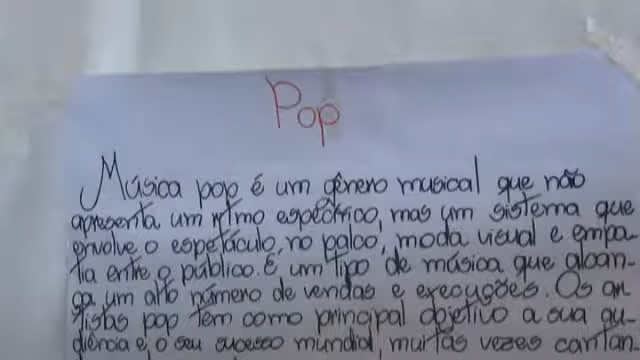 Pop
Música pop é um gênero musical que não
apresenta um ritmo específico, mas um sistema que
envolve o espetáculo, no palco, moda visual e empa-
tia entre o público. É um tipo de música que alcan-
ça um alto número de vendas e execuções. Os ar
tistas pop têm como principal objetivo a sua au-
diência e o seu sucesso mundial, muitas vezes cantan